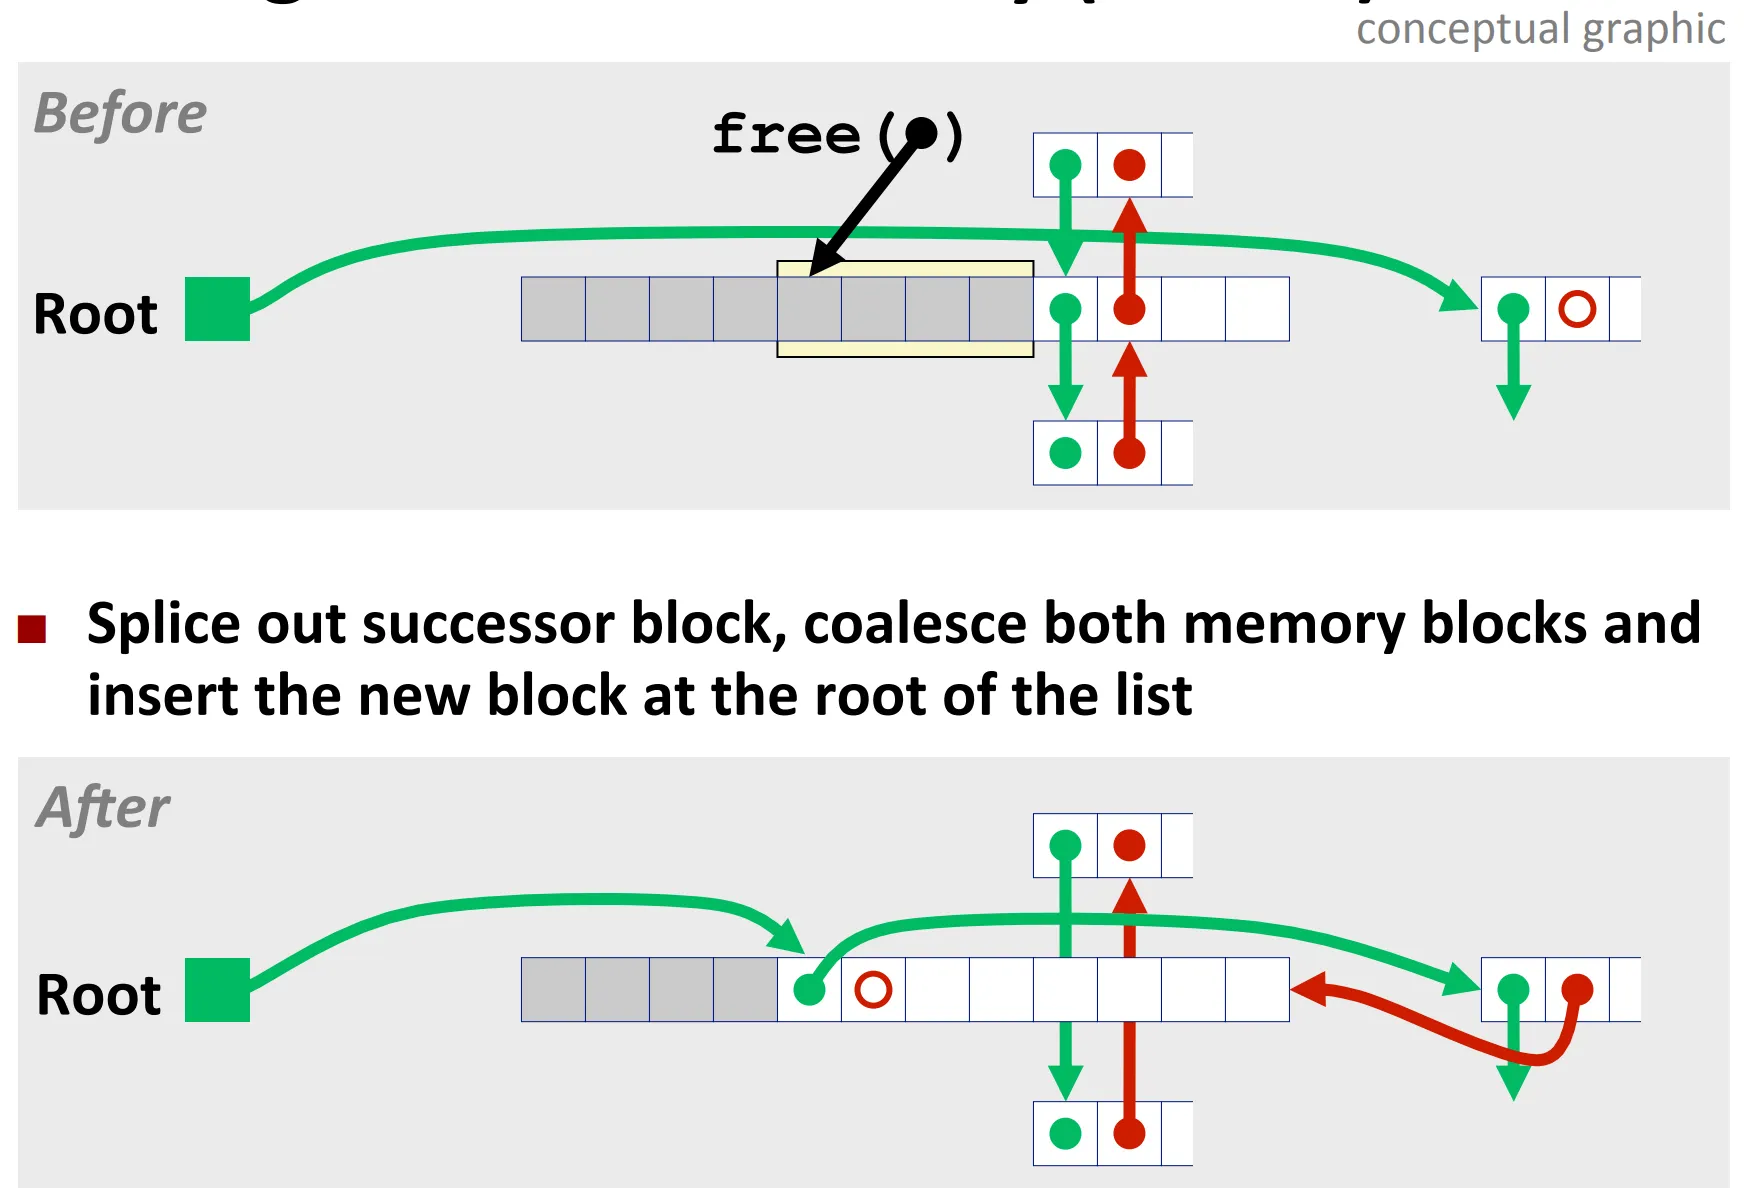 conceptual graphic
Before
free( )
Root
Splice out successor block, coalesce both memory blocks and
insert the new block at the root of the list
After
Root